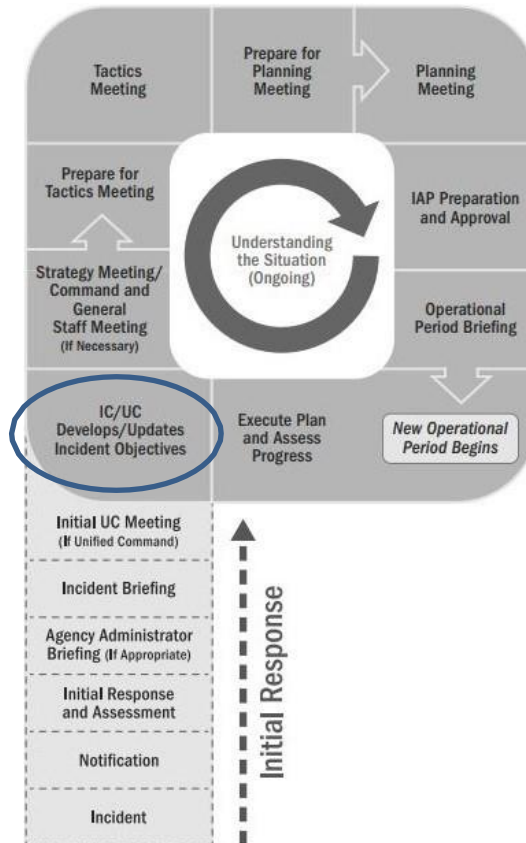 Tactics
Meeting
Prepare for
Planning
Meeting
Planning
Meeting
Prepare for
Tactics Meeting
IAP Preparation
and Approval
Understanding
the Situation
(Ongoing)
Strategy Meeting/
Command and
General
Staff Meeting
(If Necessary)
Operational
Period Briefing
IC/UC
Develops/Updates
Incident Objectives
Execute Plan
and Assess
Progress
New Operational
Period Begins
Initial UC Meeting
(If Unified Command)
Incident Briefing
Agency Administrator
Briefing (If Appropriate)
Initial Response
and Assessment
Notification
Incident
Initial Response